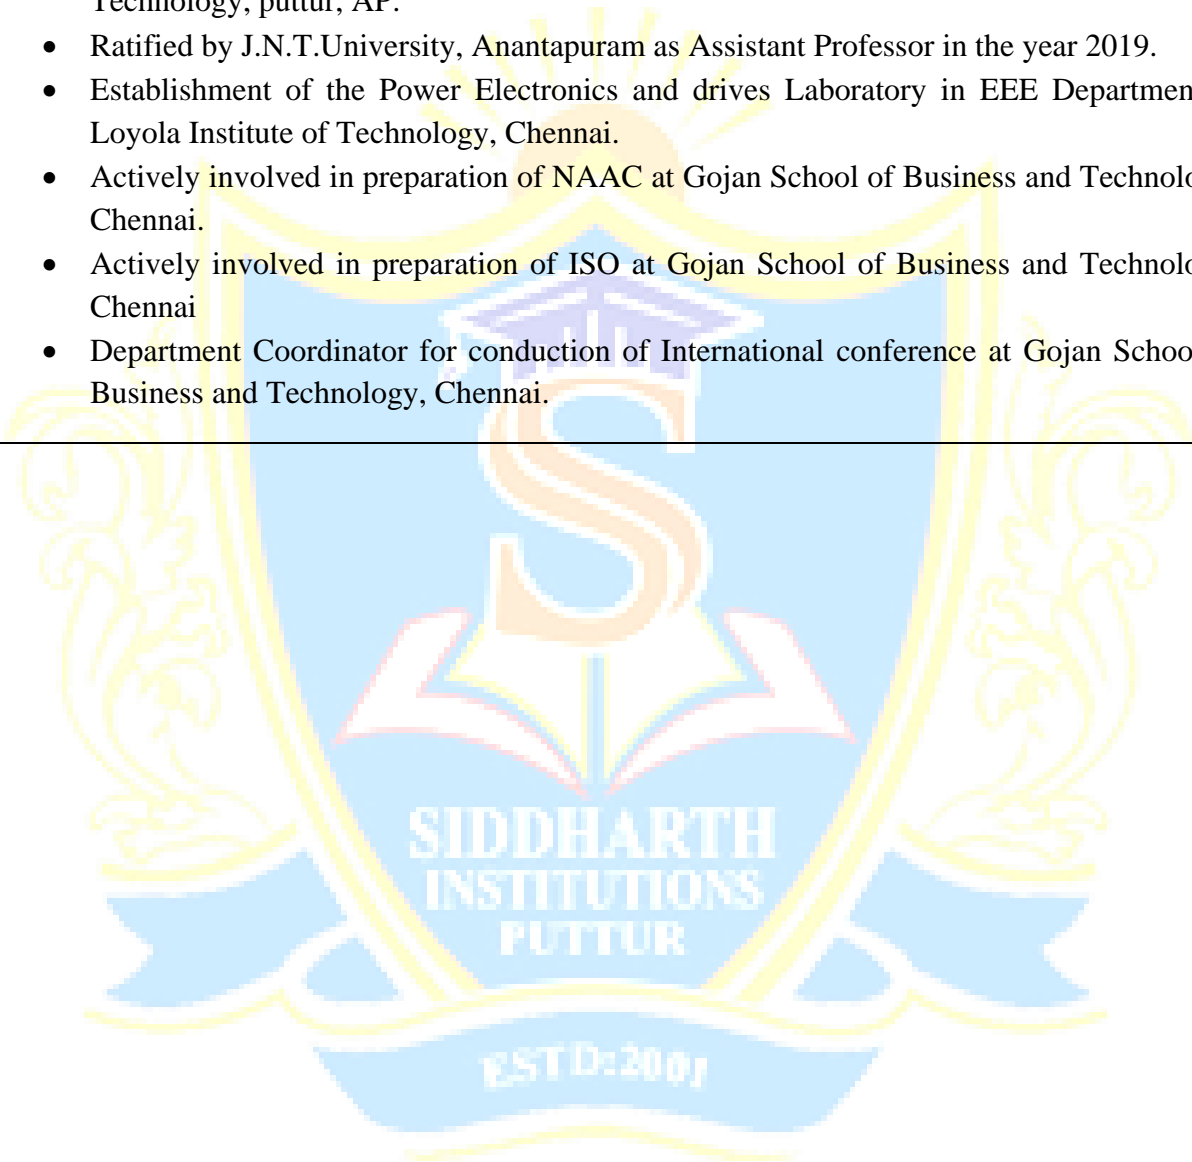 Technology, puttur, AP.
• Ratified by J.N.T.University, Anantapuram as Assistant Professor in the year 2019.
• Establishment of the Power Electronics and drives Laboratory in EEE Departmen
Loyola Institute of Technology, Chennai.
• Actively involved in preparation of NAAC at Gojan School of Business and Technolo
Chennai.
• Actively involved in preparation of ISO at Gojan School of Business and Technolo
Chennai
• Department Coordinator for conduction of International conference at Gojan Schoo
Business and Technology, Chennai.
S
SIDDHARTH
INSTITUTIONS
PUTTUR
ESTD:2001